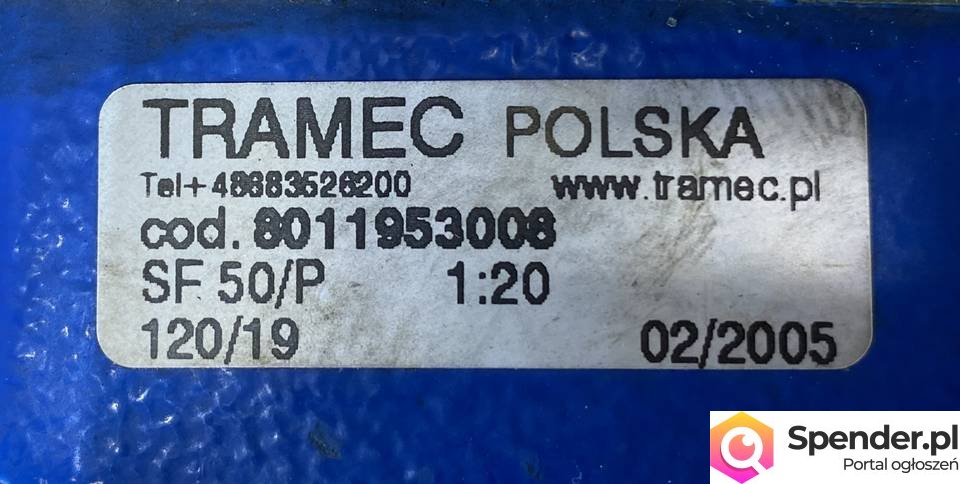 TRAMEC POLSKA
Tel+48683526200 www.tramec.pl
cod. 8011953008
SF 50/P 1:20
120/19 02/2005
Spender.pl
Portal ogłoszeń